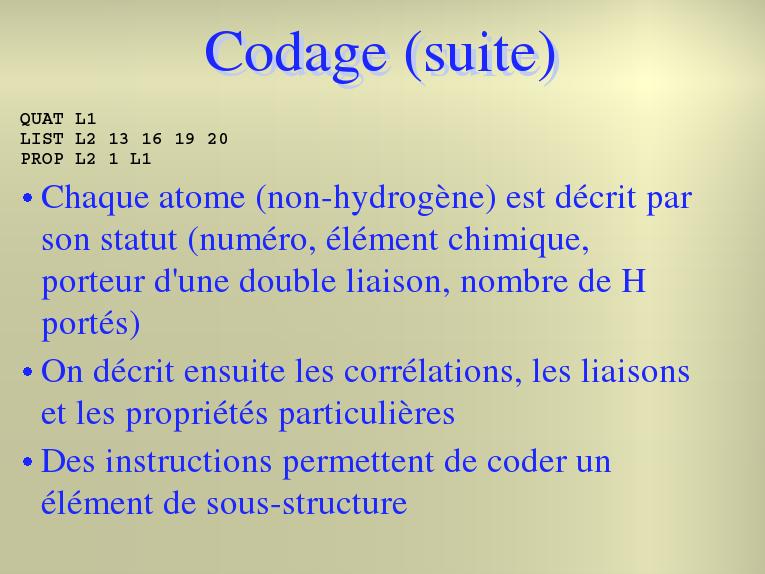 Codage (suite)
QUAT L1
LIST L2 13 16 19 20
PROP L2 1 L1
• Chaque atome (non-hydrogène) est décrit par
son statut (numéro, élément chimique,
porteur d'une double liaison, nombre de H
portés)
• On décrit ensuite les corrélations, les liaisons
et les propriétés particulières
• Des instructions permettent de coder un
élément de sous-structure